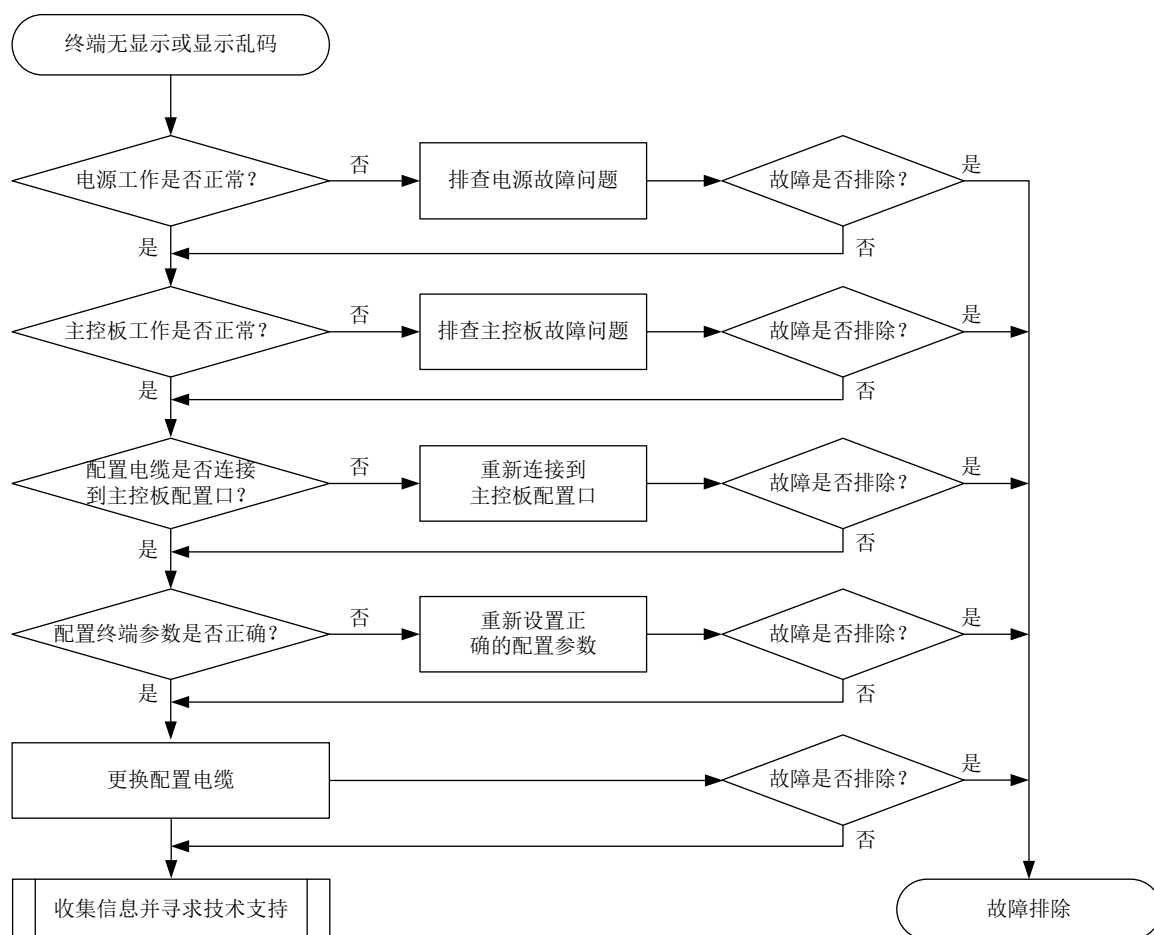 终端无显示或显示乱码
电源工作是否正常？
否
排查电源故障问题
故障是否排除？
是
是
否
主控板工作是否正常？
否
排查主控板故障问题
故障是否排除？
是
是
否
配置电缆是否连接
到主控板配置口？
否
重新连接到
主控板配置口
故障是否排除？
是
是
否
配置终端参数是否正确？
否
重新设置正
确的配置参数
故障是否排除？
是
是
否
更换配置电缆
故障是否排除？
是
否
收集信息并寻求技术支持
故障排除